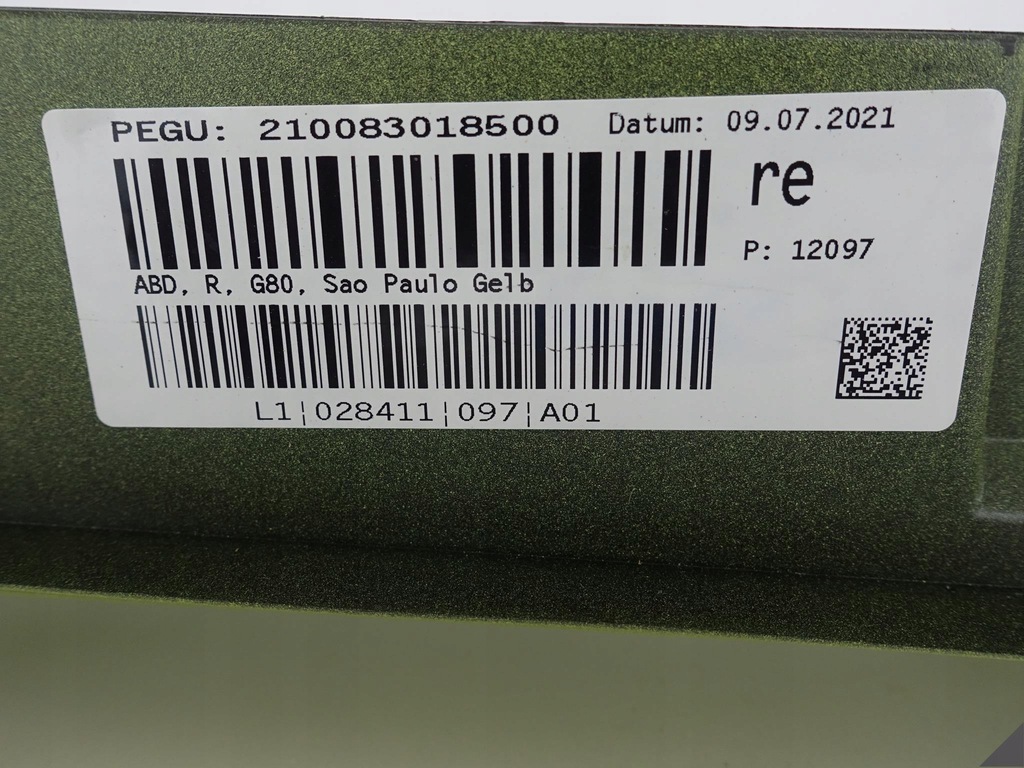 PEGU: 210083018500 Datum: 09.07.2021
re
P: 12097
ABD, R, G80, Sao Paulo Gelb
L1¦028411¦097¦A01